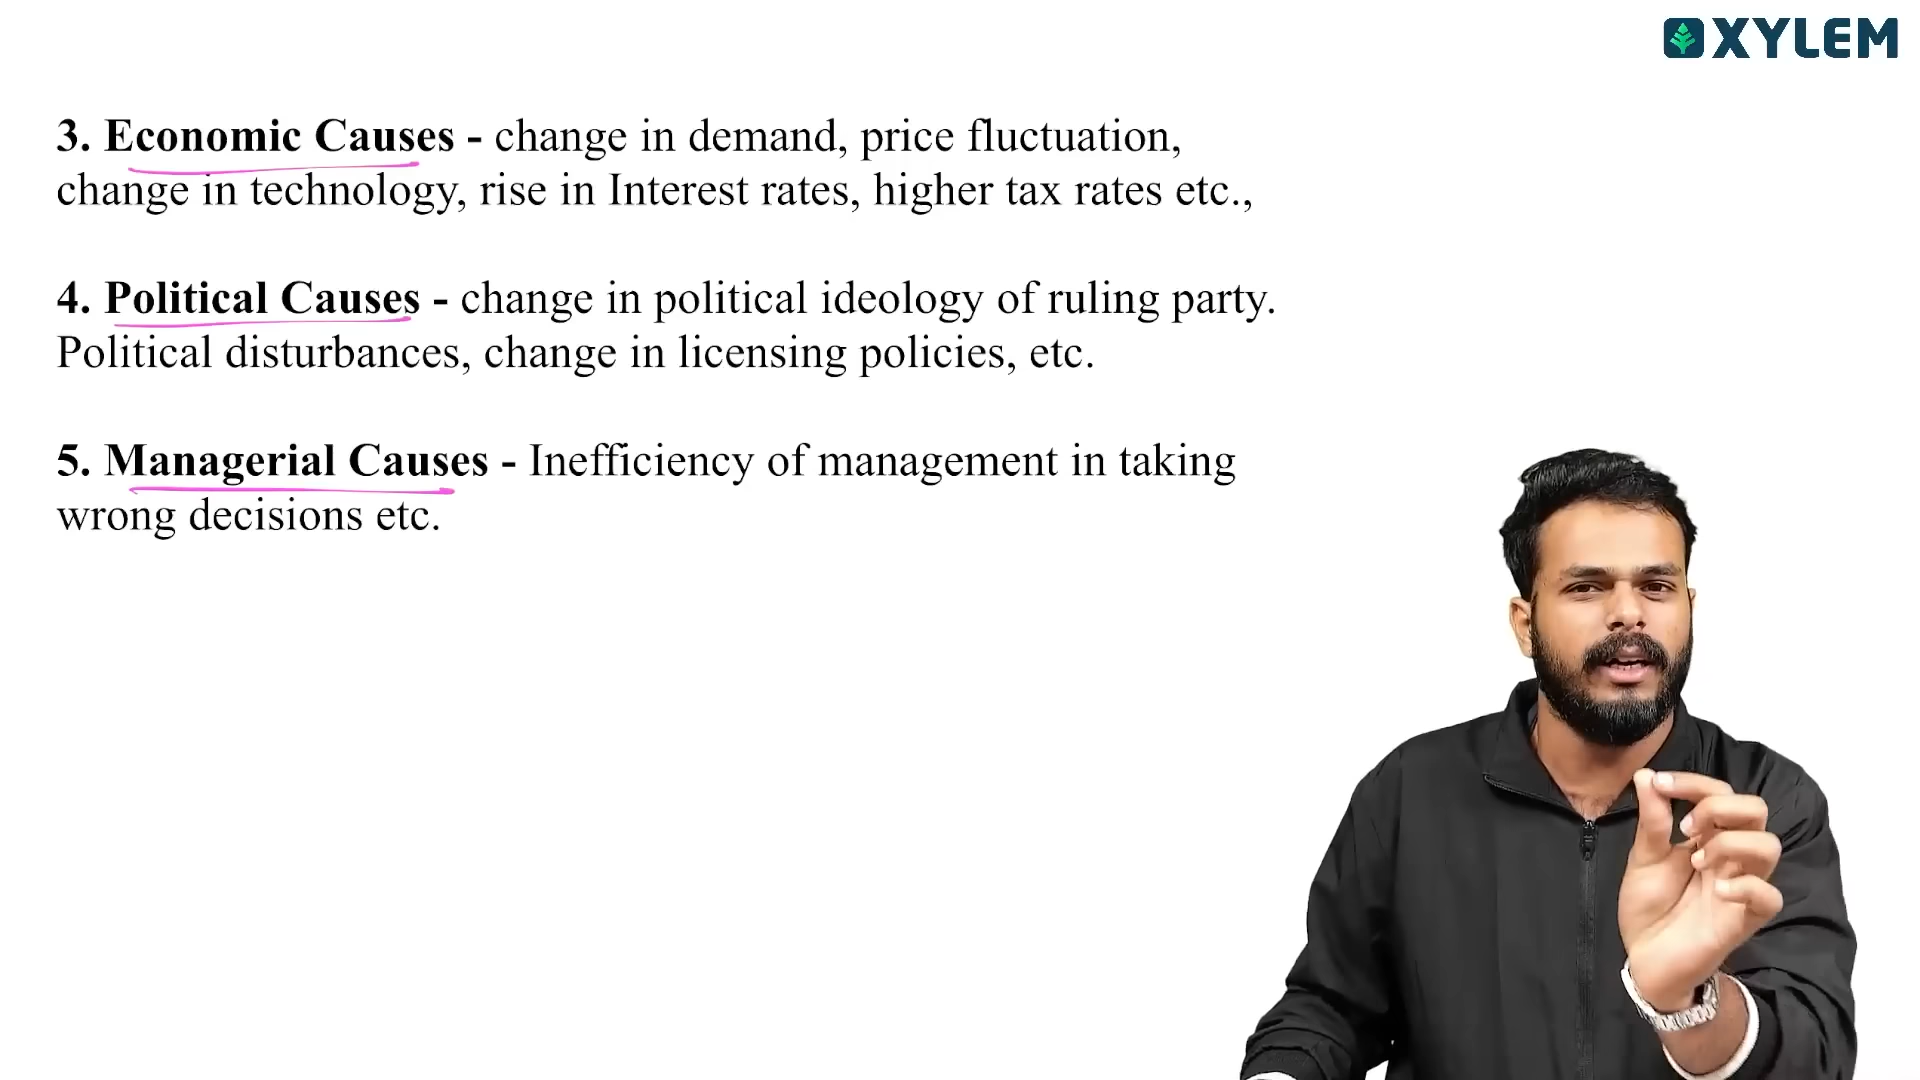 XYLEM
3. Economic Causes - change in demand, price fluctuation,
change in technology, rise in Interest rates, higher tax rates etc.,
4. Political Causes - change in political ideology of ruling party.
Political disturbances, change in licensing policies, etc.
5. Managerial Causes - Inefficiency of management in taking
wrong decisions etc.